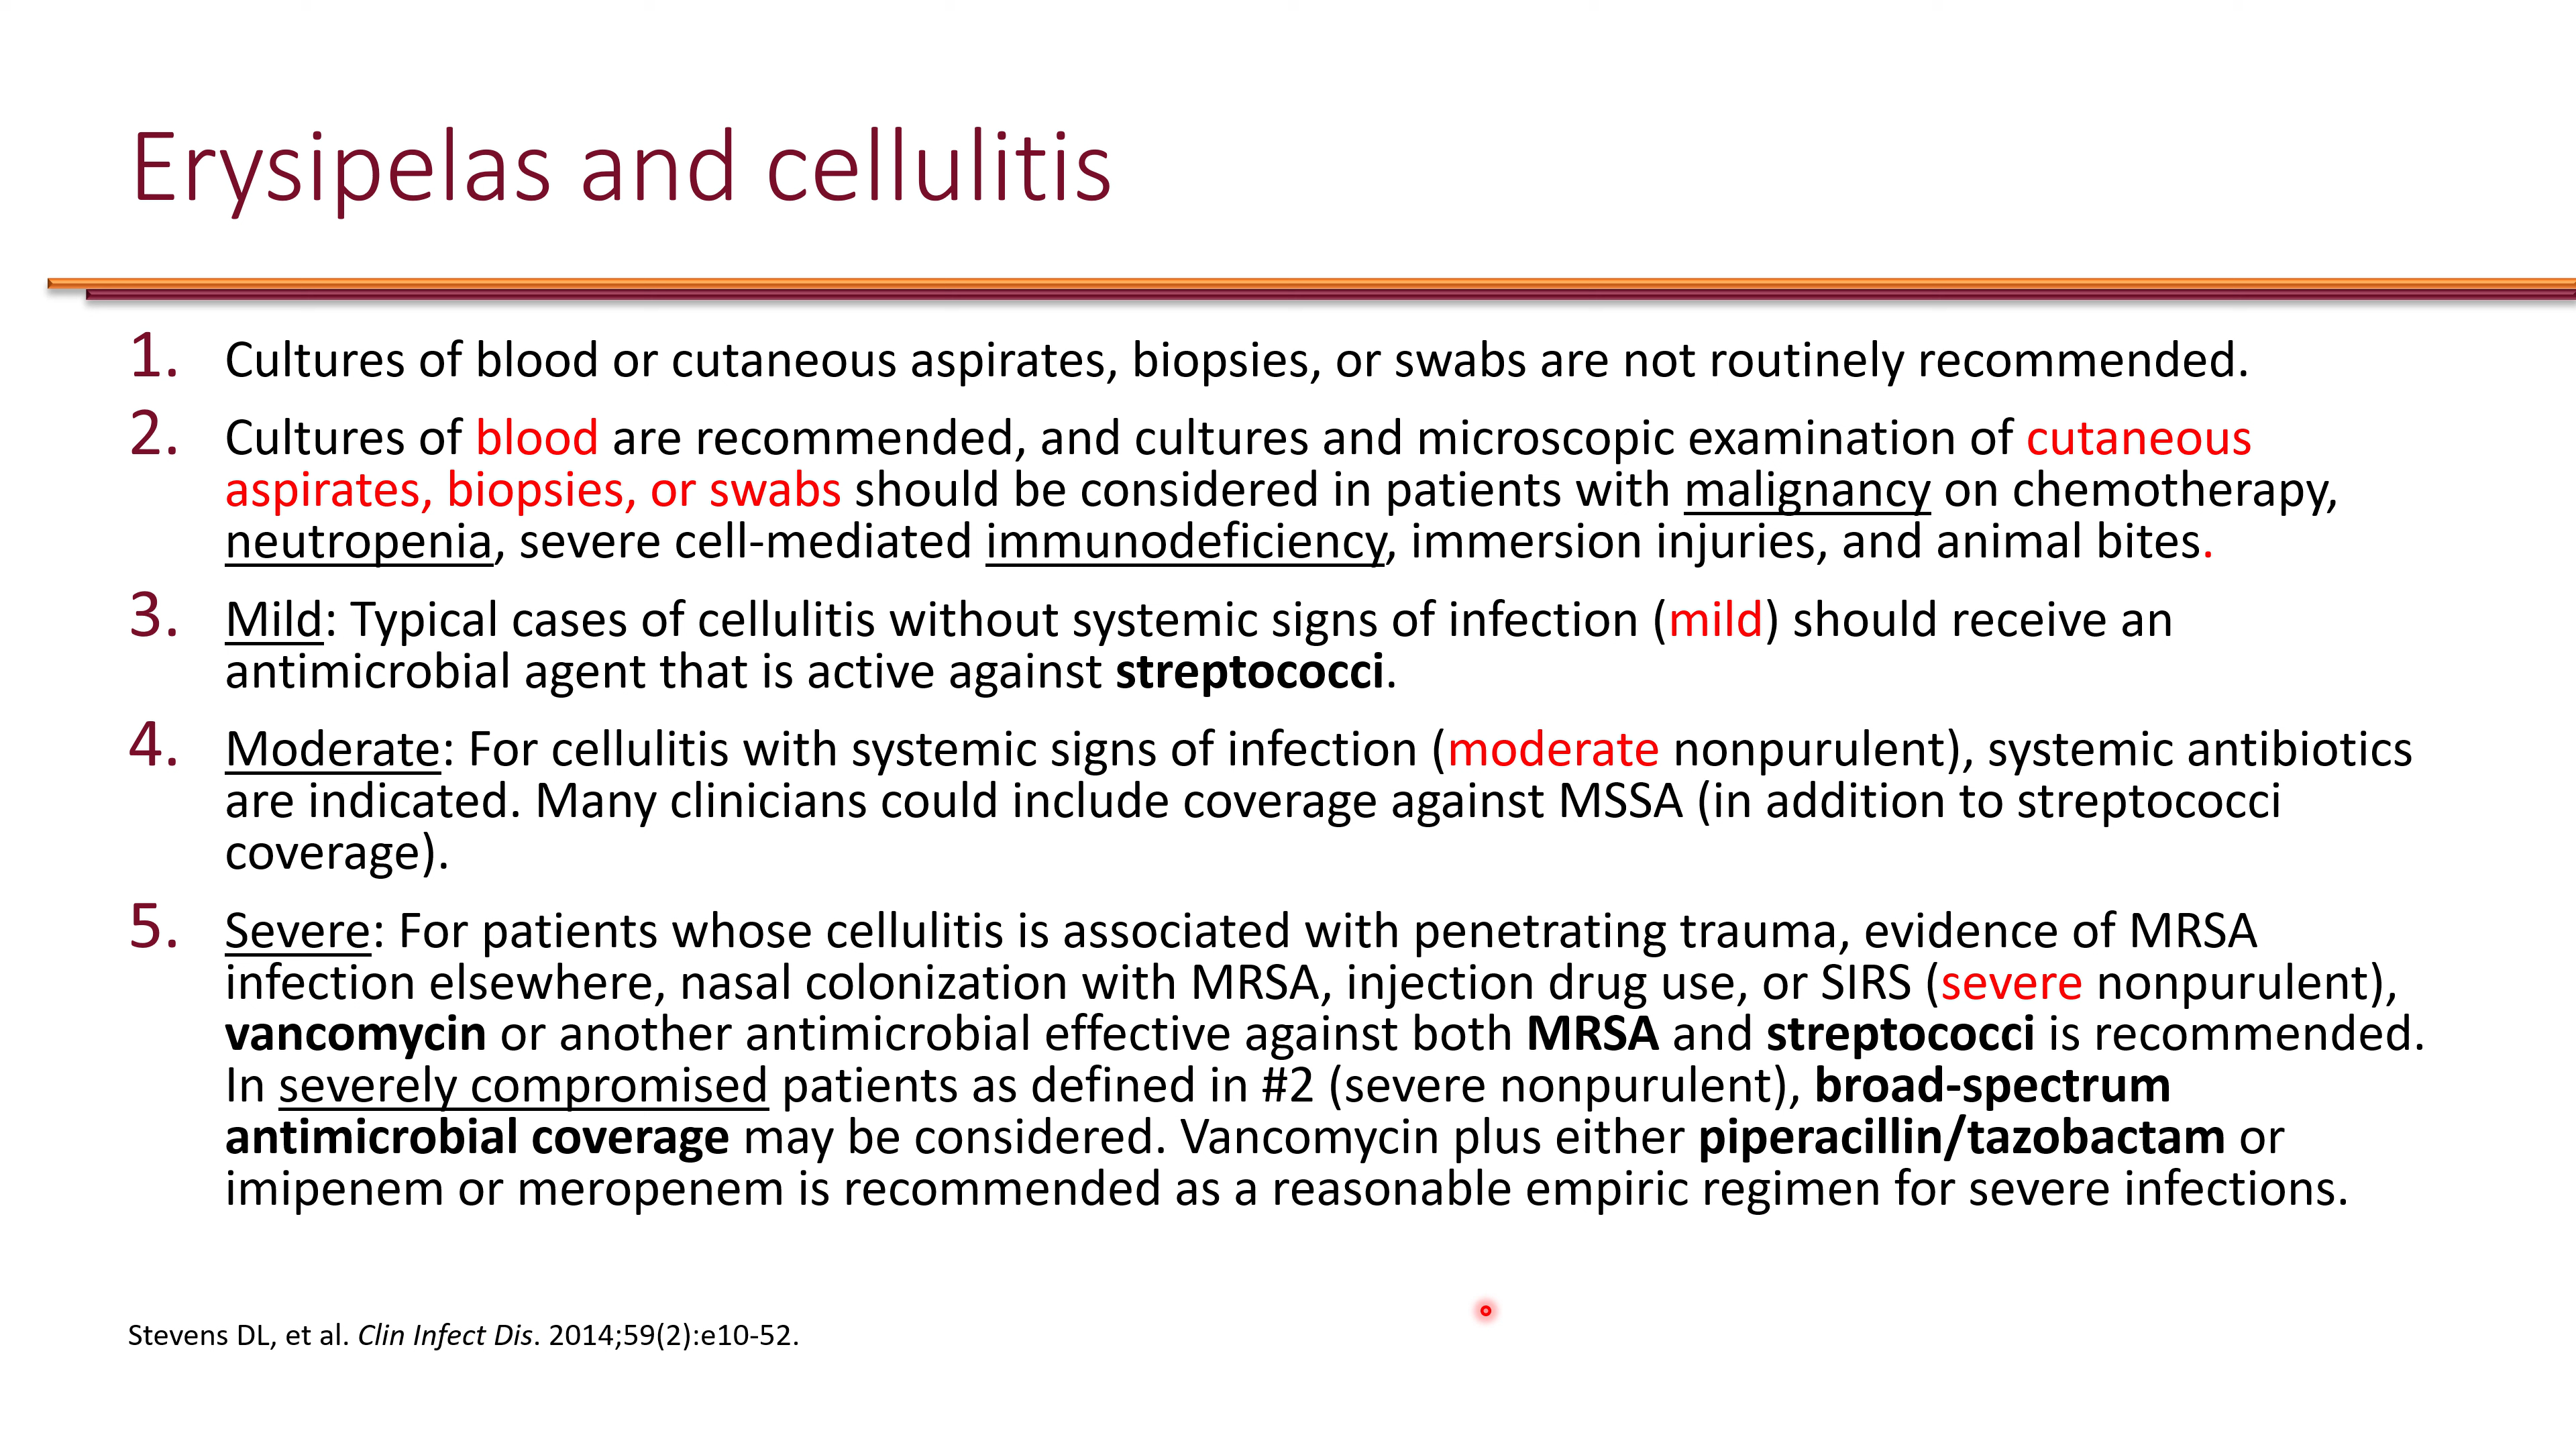 Erysipelas and cellulitis
1. Cultures of blood or cutaneous aspirates, biopsies, or swabs are not routinely recommended.
2. Cultures of blood are recommended, and cultures and microscopic examination of cutaneous
aspirates, biopsies, or swabs should be considered in patients with malignancy on chemotherapy,
neutropenia, severe cell-mediated immunodeficiency, immersion injuries, and animal bites.
3. Mild: Typical cases of cellulitis without systemic signs of infection (mild) should receive an
antimicrobial agent that is active against streptococci.
4. Moderate: For cellulitis with systemic signs of infection (moderate nonpurulent), systemic antibiotics
are indicated. Many clinicians could include coverage against MSSA (in addition to streptococci
coverage).
5. Severe: For patients whose cellulitis is associated with penetrating trauma, evidence of MRSA
infection elsewhere, nasal colonization with MRSA, injection drug use, or SIRS (severe nonpurulent),
vancomycin or another antimicrobial effective against both MRSA and streptococci is recommended.
In severely compromised patients as defined in #2 (severe nonpurulent), broad-spectrum
antimicrobial coverage may be considered. Vancomycin plus either piperacillin/tazobactam or
imipenem or meropenem is recommended as a reasonable empiric regimen for severe infections.
Stevens DL, et al. Clin Infect Dis. 2014;59(2):e10-52.